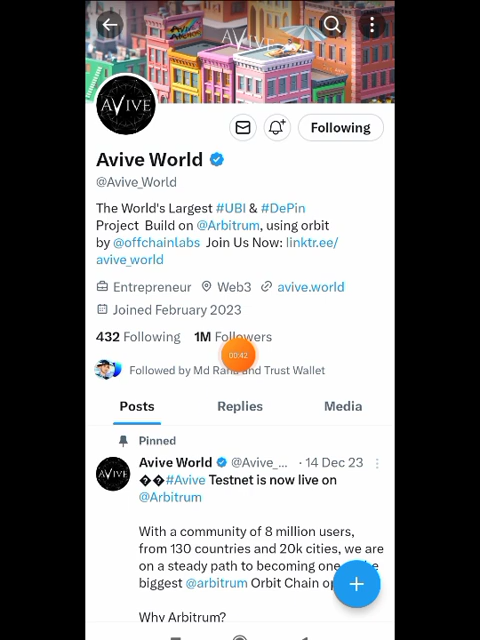 AVIVE
AVIVE
Following
Avive World
@Avive_World
The World's Largest #UBI & #DePin
Project Build on @Arbitrum, using orbit
by @offchainlabs Join Us Now: linktr.ee/
avive_world
Entrepreneur Web3 avive.world
Joined February 2023
432 Following 1M Followers
00:42
Followed by Md Rana and Trust Wallet
Posts Replies Media
Pinned
Avive World @Avive_... · 14 Dec 23
AVIVE
��#Avive Testnet is now live on
@Arbitrum
With a community of 8 million users,
from 130 countries and 20k cities, we are
on a steady path to becoming one
biggest @arbitrum Orbit Chain
Why Arbitrum?